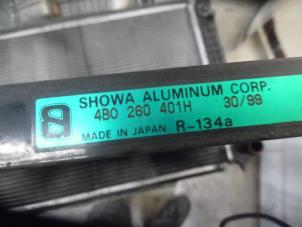 SHOWA ALUMINUM CORP.
4B0 260 401H 30/99
MADE IN JAPAN R-134a